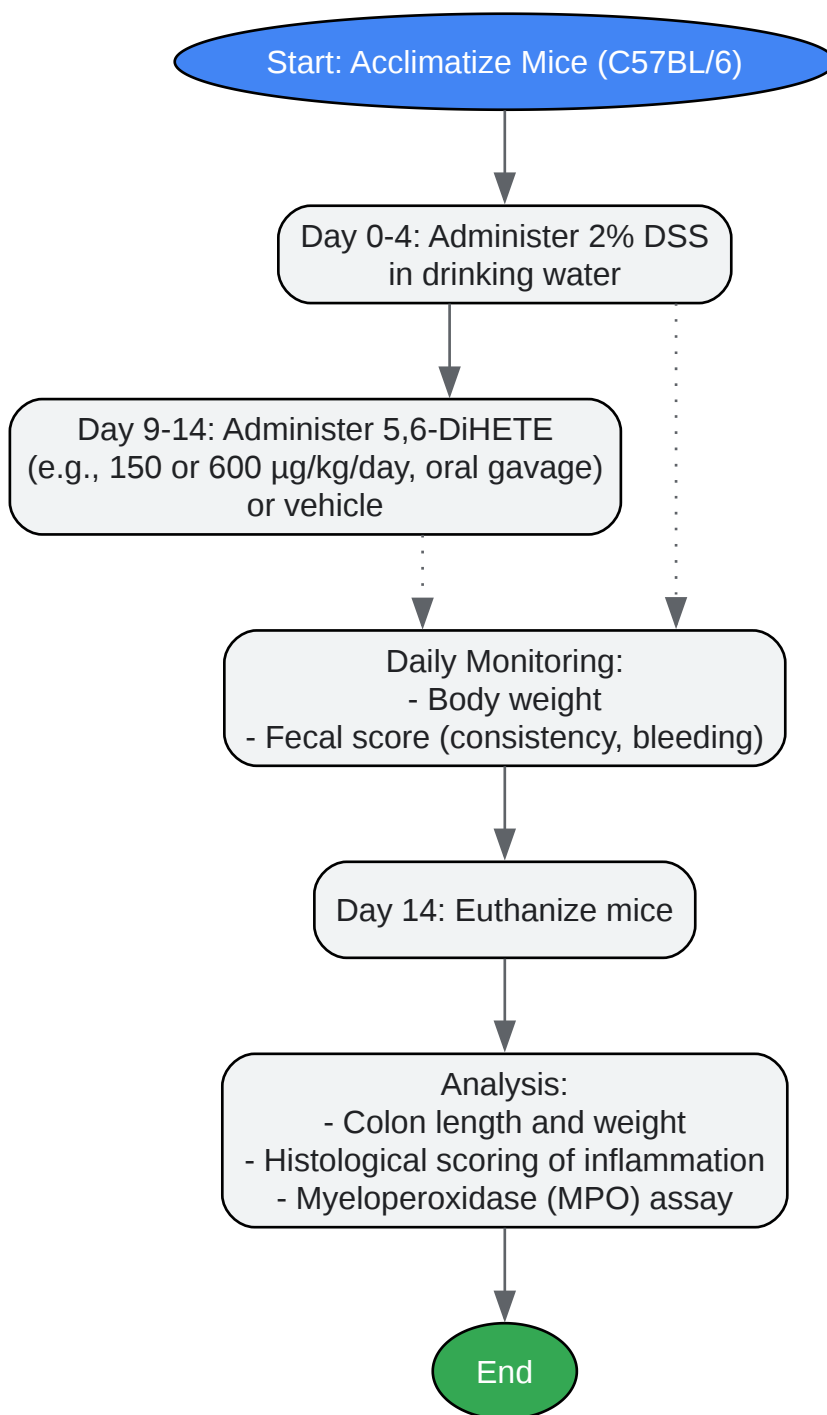 Start: Acclimatize Mice (C57BL/6)
Day 0-4: Administer 2% DSS
in drinking water
Day 9-14: Administer 5,6-DiHETE
(e.g., 150 or 600 µg/kg/day, oral gavage)
or vehicle
Daily Monitoring:
- Body weight
- Fecal score (consistency, bleeding)
Day 14: Euthanize mice
Analysis:
- Colon length and weight
- Histological scoring of inflammation
- Myeloperoxidase (MPO) assay
End